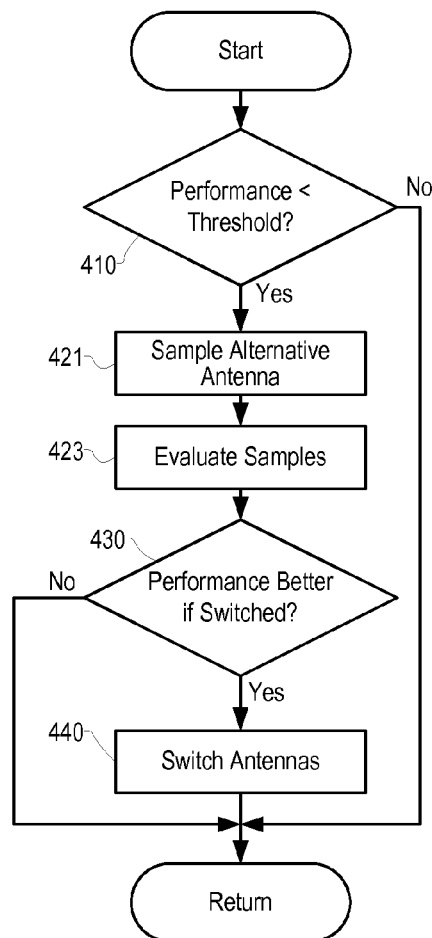 Start
Performance <
Threshold?
No
410
Yes
421
Sample Alternative
Antenna
423
Evaluate Samples
430
No
Performance Better
if Switched?
Yes
440
Switch Antennas
Return